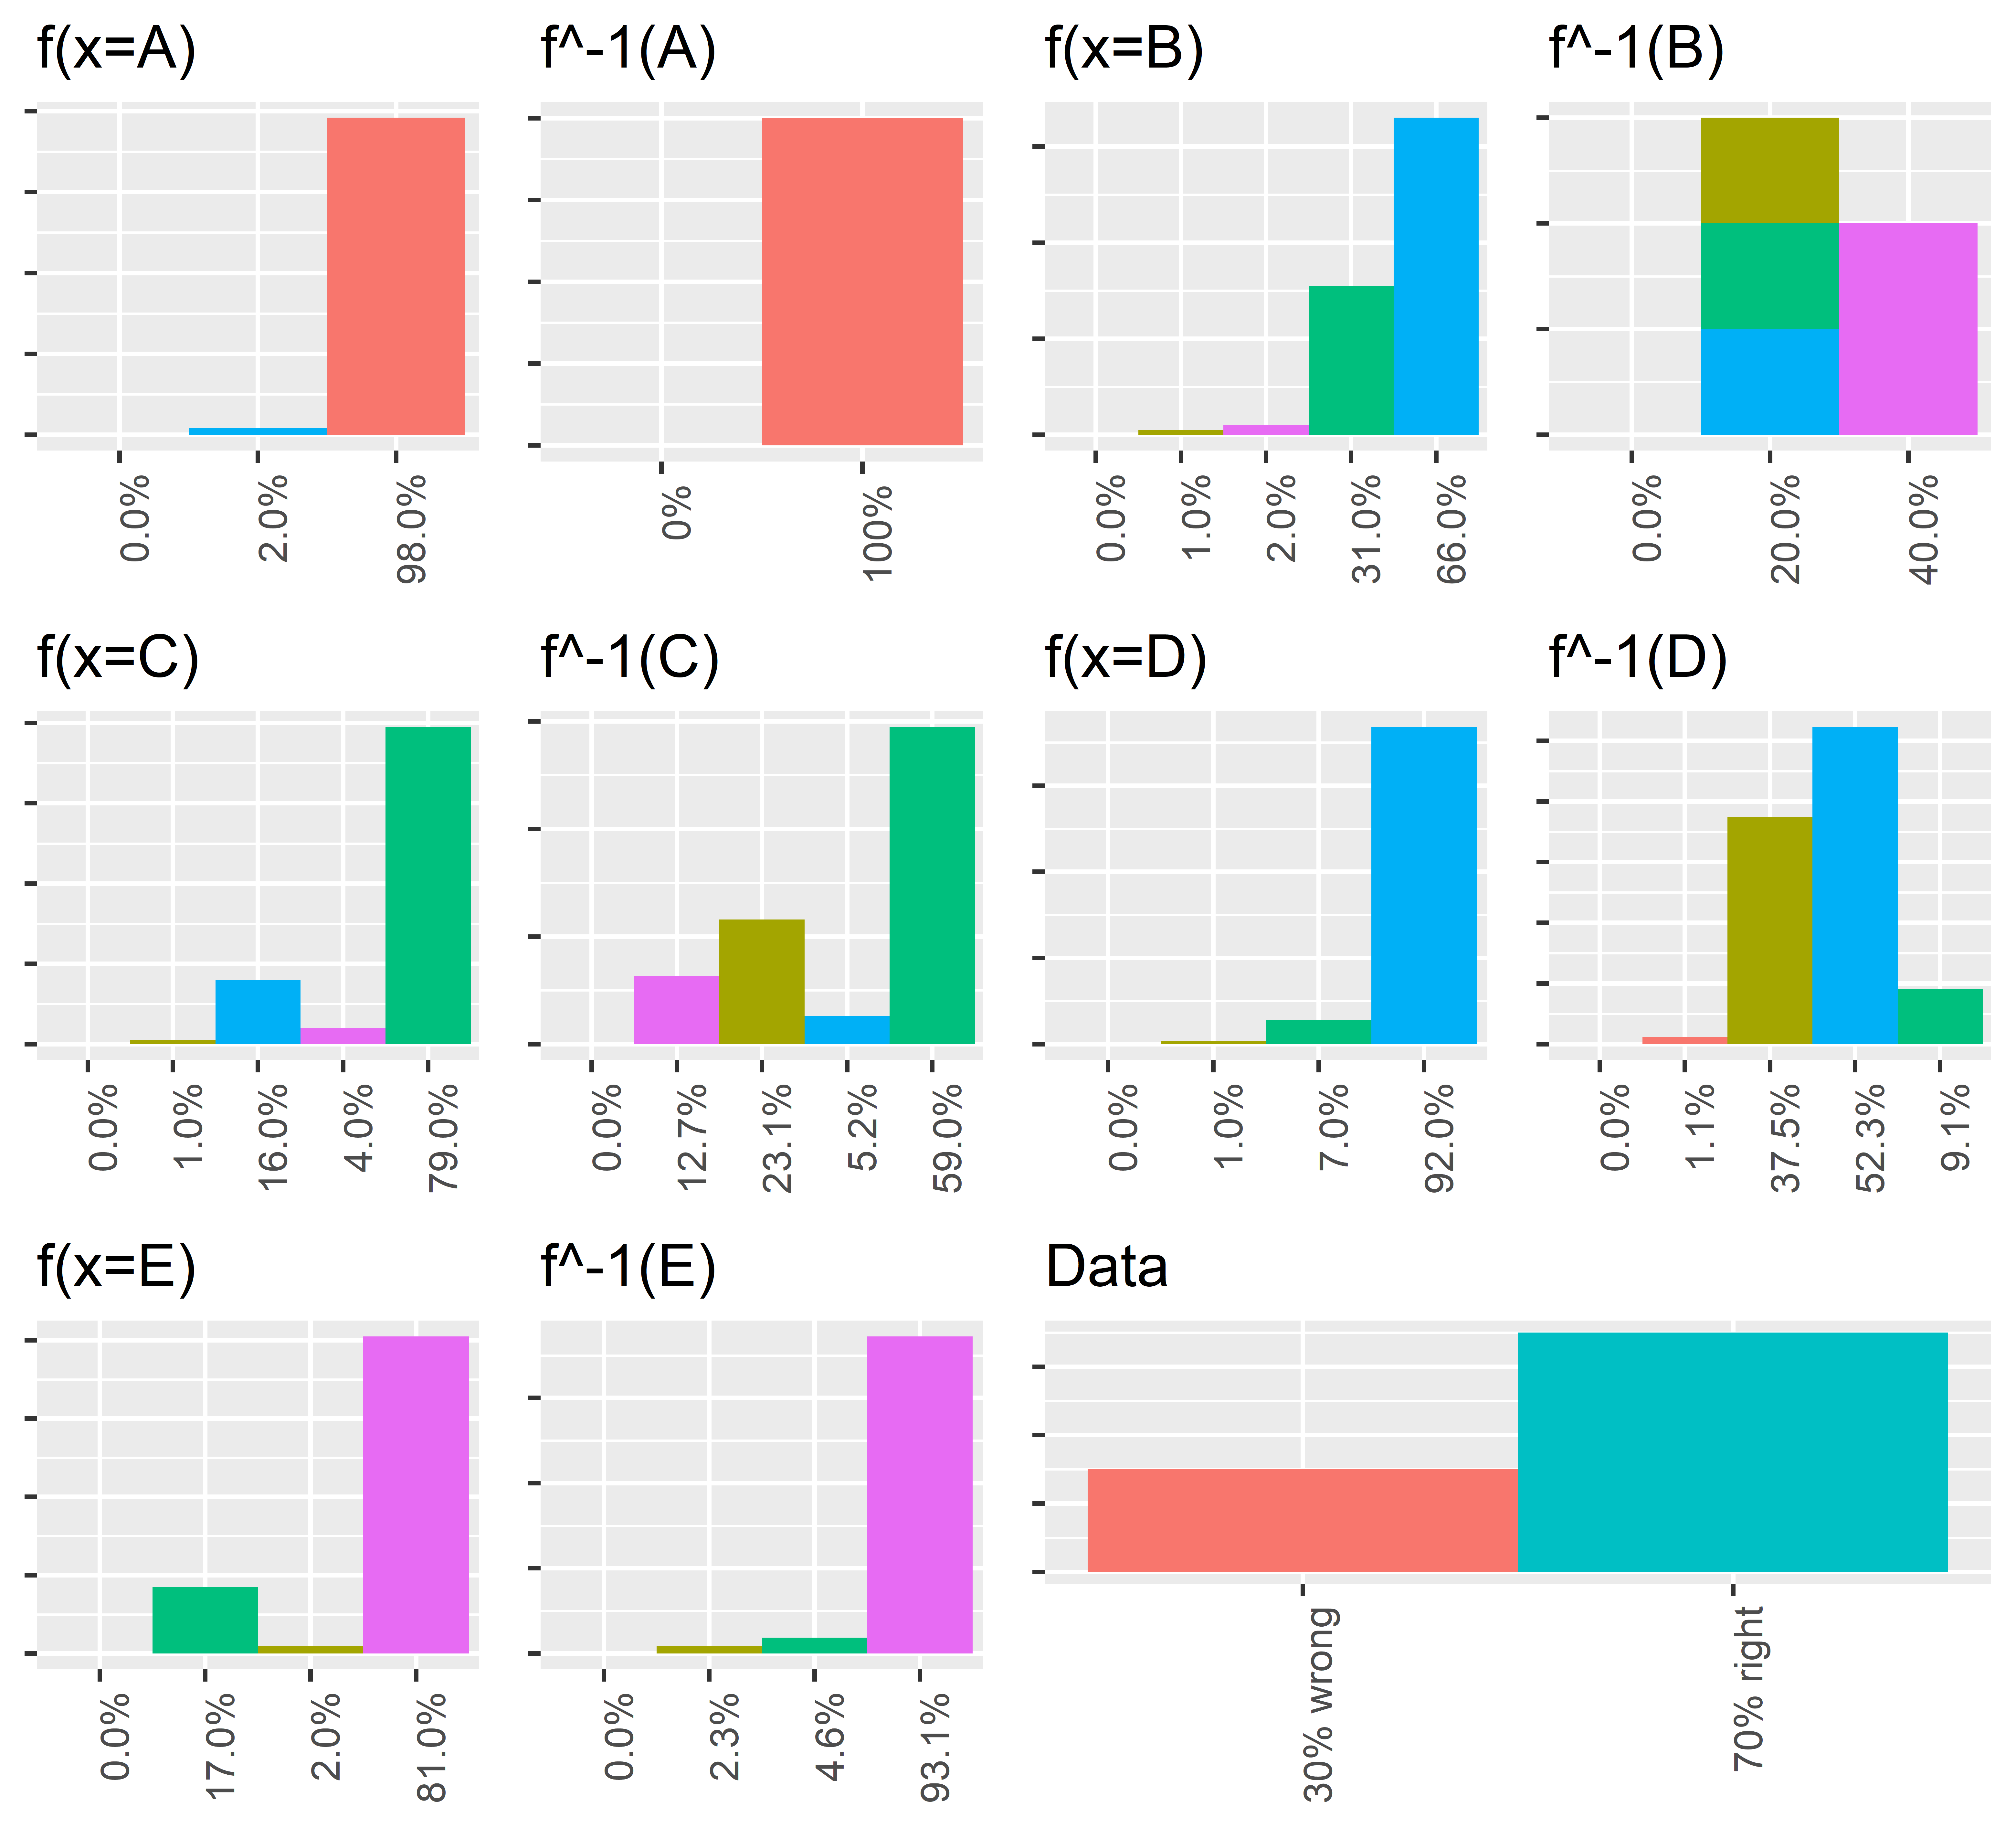 f(x=A) f^-1(A) f(x=B) f^-1(B)
0.0% 2.0% 98.0% 0% 100% 0.0% 1.0% 2.0% 31.0% 66.0% 0.0% 20.0% 40.0%
f(x=C) f^-1(C) f(x=D) f^-1(D)
0.0% 1.0% 16.0% 4.0% 79.0% 0.0% 12.7% 23.1% 5.2% 59.0% 0.0% 1.0% 7.0% 92.0% 0.0% 1.1% 37.5% 52.3% 9.1%
f(x=E) f^-1(E) Data
0.0% 17.0% 2.0% 81.0% 0.0% 2.3% 4.6% 93.1% 30% wrong 70% right